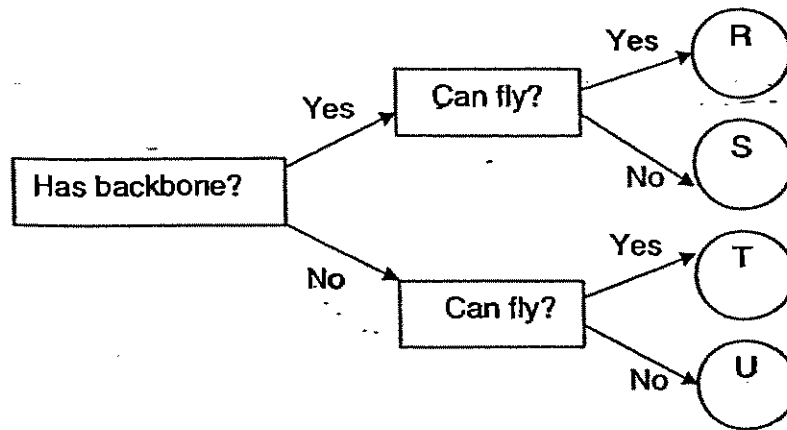 Yes
R
Can fly?
Yes
S
No
Has backbone?
Yes
T
No
Can fly?
U
No